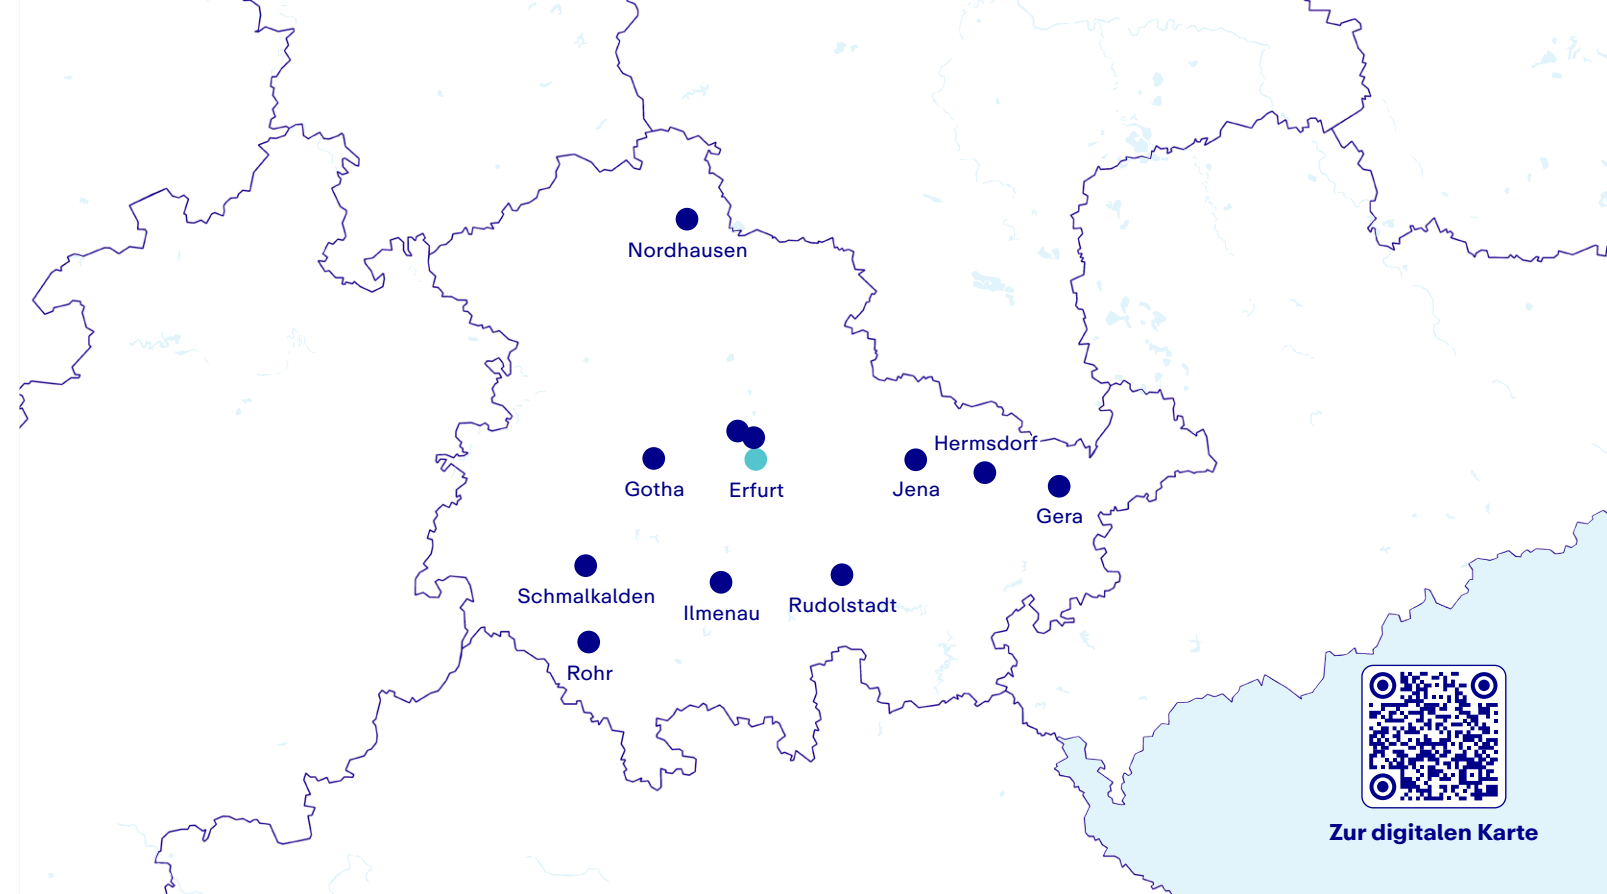 Nordhausen
Hermsdorf
Gotha
Erfurt
Jena
Gera
Schmalkalden
Ilmenau
Rudolstadt
Rohr
Zur digitalen Karte